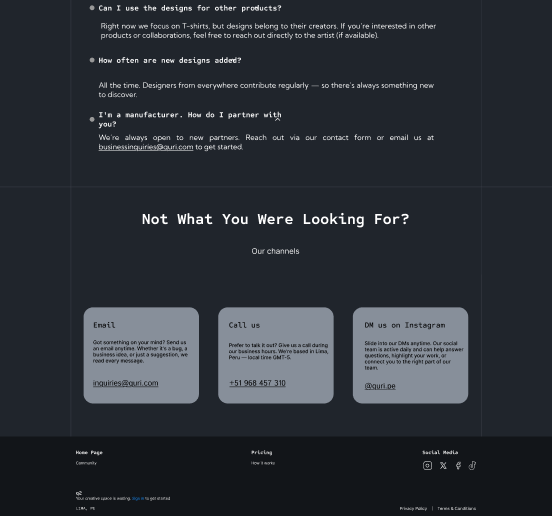 Can I use the designs for other products?
Right now we focus on T-shirts, but designs belong to their creators. If you're interested in other
products or collaborations, feel free to reach out directly to the artist (if available).
How often are new designs added?
All the time. Designers from everywhere contribute regularly — so there's always something new
to discover.
I'm a manufacturer. How do I partner with
you?
We're always open to new partners. Reach out via our contact form or email us at
businessinquiries@quri.com to get started.
Not What You Were Looking For?
Our channels
Email
Got something on your mind? Send us
on email anytime. Whether it's a bug, a
business idea, or just a suggestion, we
read every message.
inquiries@quri.com
Call us
Prefer to talk it out? Give us a call during
our business hours. We're based in Lima,
Peru — local time GMT-5.
+51 968 457 310
DM us on Instagram
Slide into our DMs anytime. Our social
team is active daily and can help answer
questions, highlight your work, or
connect you to the right part of our
team.
@quri.pe
Home Page
Community
Pricing
How it works
Social Media
Your creative space is waiting. Sign in to get started
LIMA, PE
Privacy Policy | Terms & Conditions